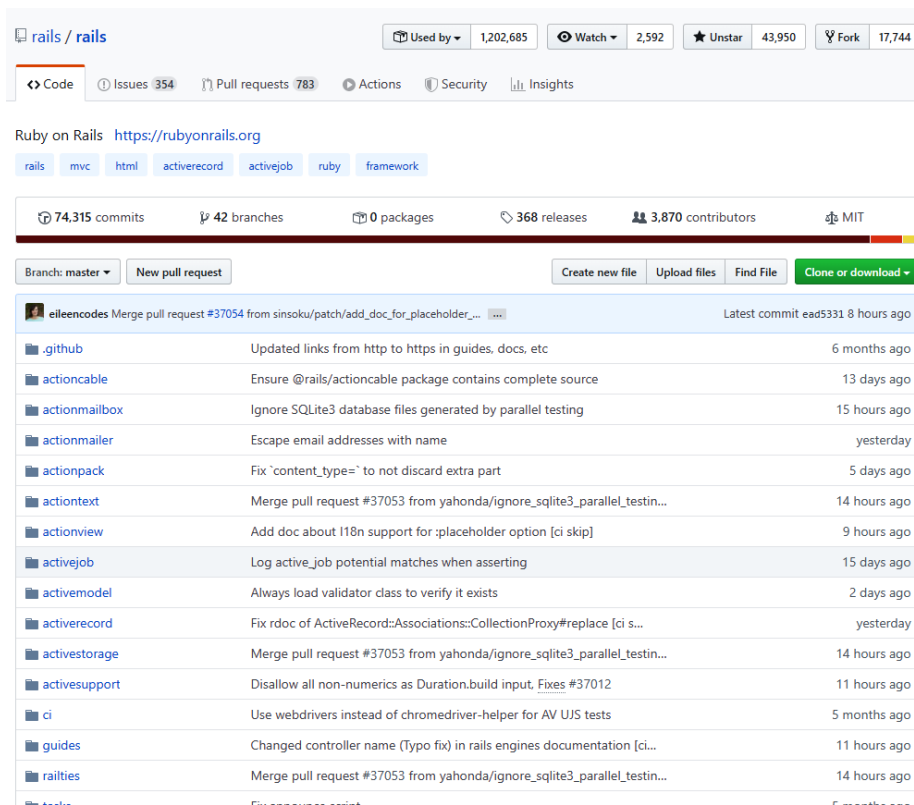 rails / rails Used by 1,202,685 Watch 2,592 Unstar 43,950 Fork 17,744
Code Issues 354 Pull requests 783 Actions Security Insights
Ruby on Rails https://rubyonrails.org
rails mvc html activerecord activejob ruby framework
74,315 commits 42 branches 0 packages 368 releases 3,870 contributors MIT
Branch: master New pull request Create new file Upload files Find File Clone or download
eileencodes Merge pull request #37054 from sinsoku/patch/add_doc_for_placeholder_... ... Latest commit ead5331 8 hours ago
.github Updated links from http to https in guides, docs, etc 6 months ago
actioncable Ensure @rails/actioncable package contains complete source 13 days ago
actionmailbox Ignore SQLite3 database files generated by parallel testing 15 hours ago
actionmailer Escape email addresses with name yesterday
actionpack Fix `content_type=` to not discard extra part 5 days ago
actiontext Merge pull request #37053 from yahonda/ignore_sqlite3_parallel_testin... 14 hours ago
actionview Add doc about I18n support for :placeholder option [ci skip] 9 hours ago
activejob Log active_job potential matches when asserting 15 days ago
activemodel Always load validator class to verify it exists 2 days ago
activerecord Fix rdoc of ActiveRecord::Associations::CollectionProxy#replace [ci s... yesterday
activestorage Merge pull request #37053 from yahonda/ignore_sqlite3_parallel_testin... 14 hours ago
activesupport Disallow all non-numerics as Duration.build input, Fixes #37012 11 hours ago
ci Use webdrivers instead of chromedriver-helper for AV UJS tests 5 months ago
guides Changed controller name (Typo fix) in rails engines documentation [ci... 11 hours ago
railties Merge pull request #37053 from yahonda/ignore_sqlite3_parallel_testin... 14 hours ago